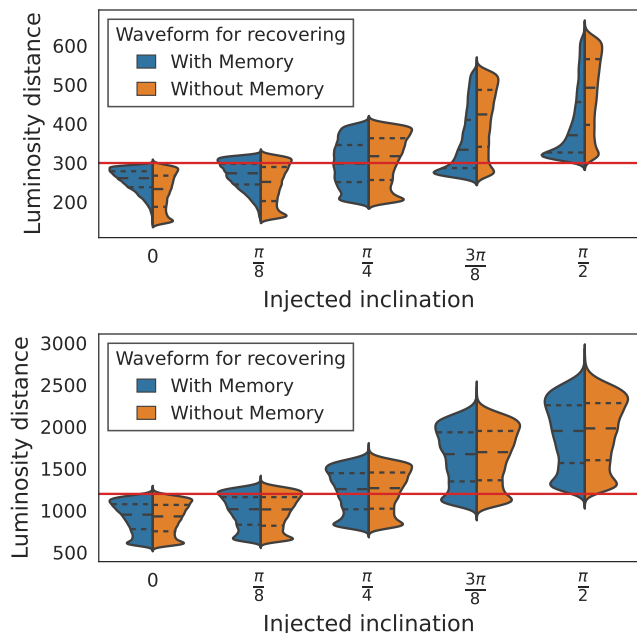 Luminosity distance
600
500
400
300
200
Waveform for recovering
With Memory
Without Memory
0
π/8
π/4
3π/8
π/2
Injected inclination
Luminosity distance
3000
2500
2000
1500
1000
500
Waveform for recovering
With Memory
Without Memory
0
π/8
π/4
3π/8
π/2
Injected inclination